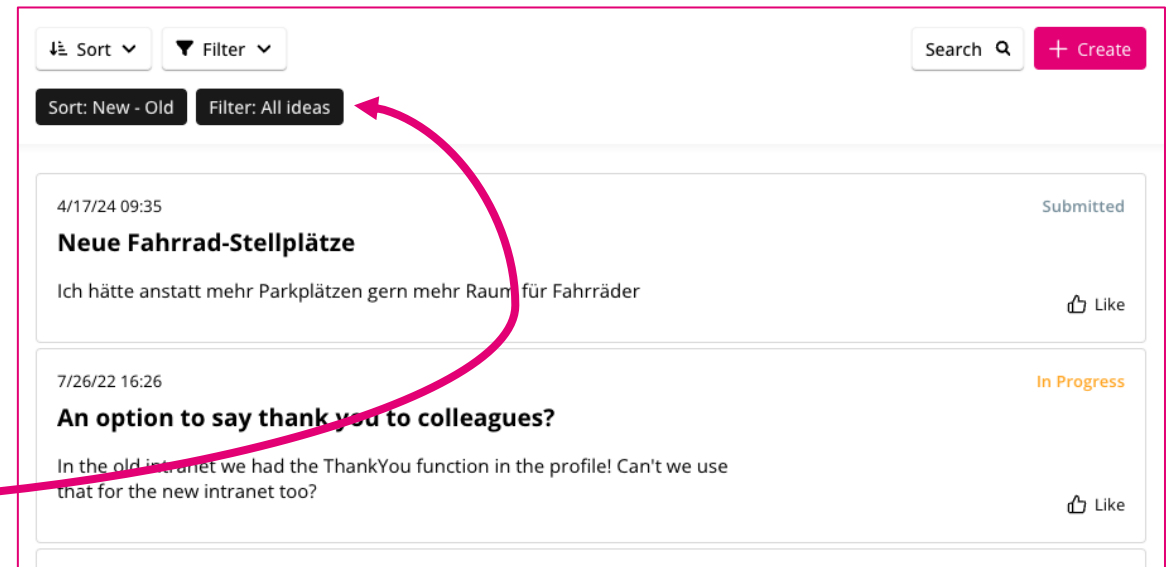 Sort Filter Search Create
Sort: New - Old Filter: All ideas
4/17/24 09:35 Submitted
Neue Fahrrad-Stellplätze
Ich hätte anstatt mehr Parkplätzen gern mehr Raum für Fahrräder
Like
7/26/22 16:26 In Progress
An option to say thank you to colleagues?
In the old intranet we had the ThankYou function in the profile! Can't we use
that for the new intranet too?
Like